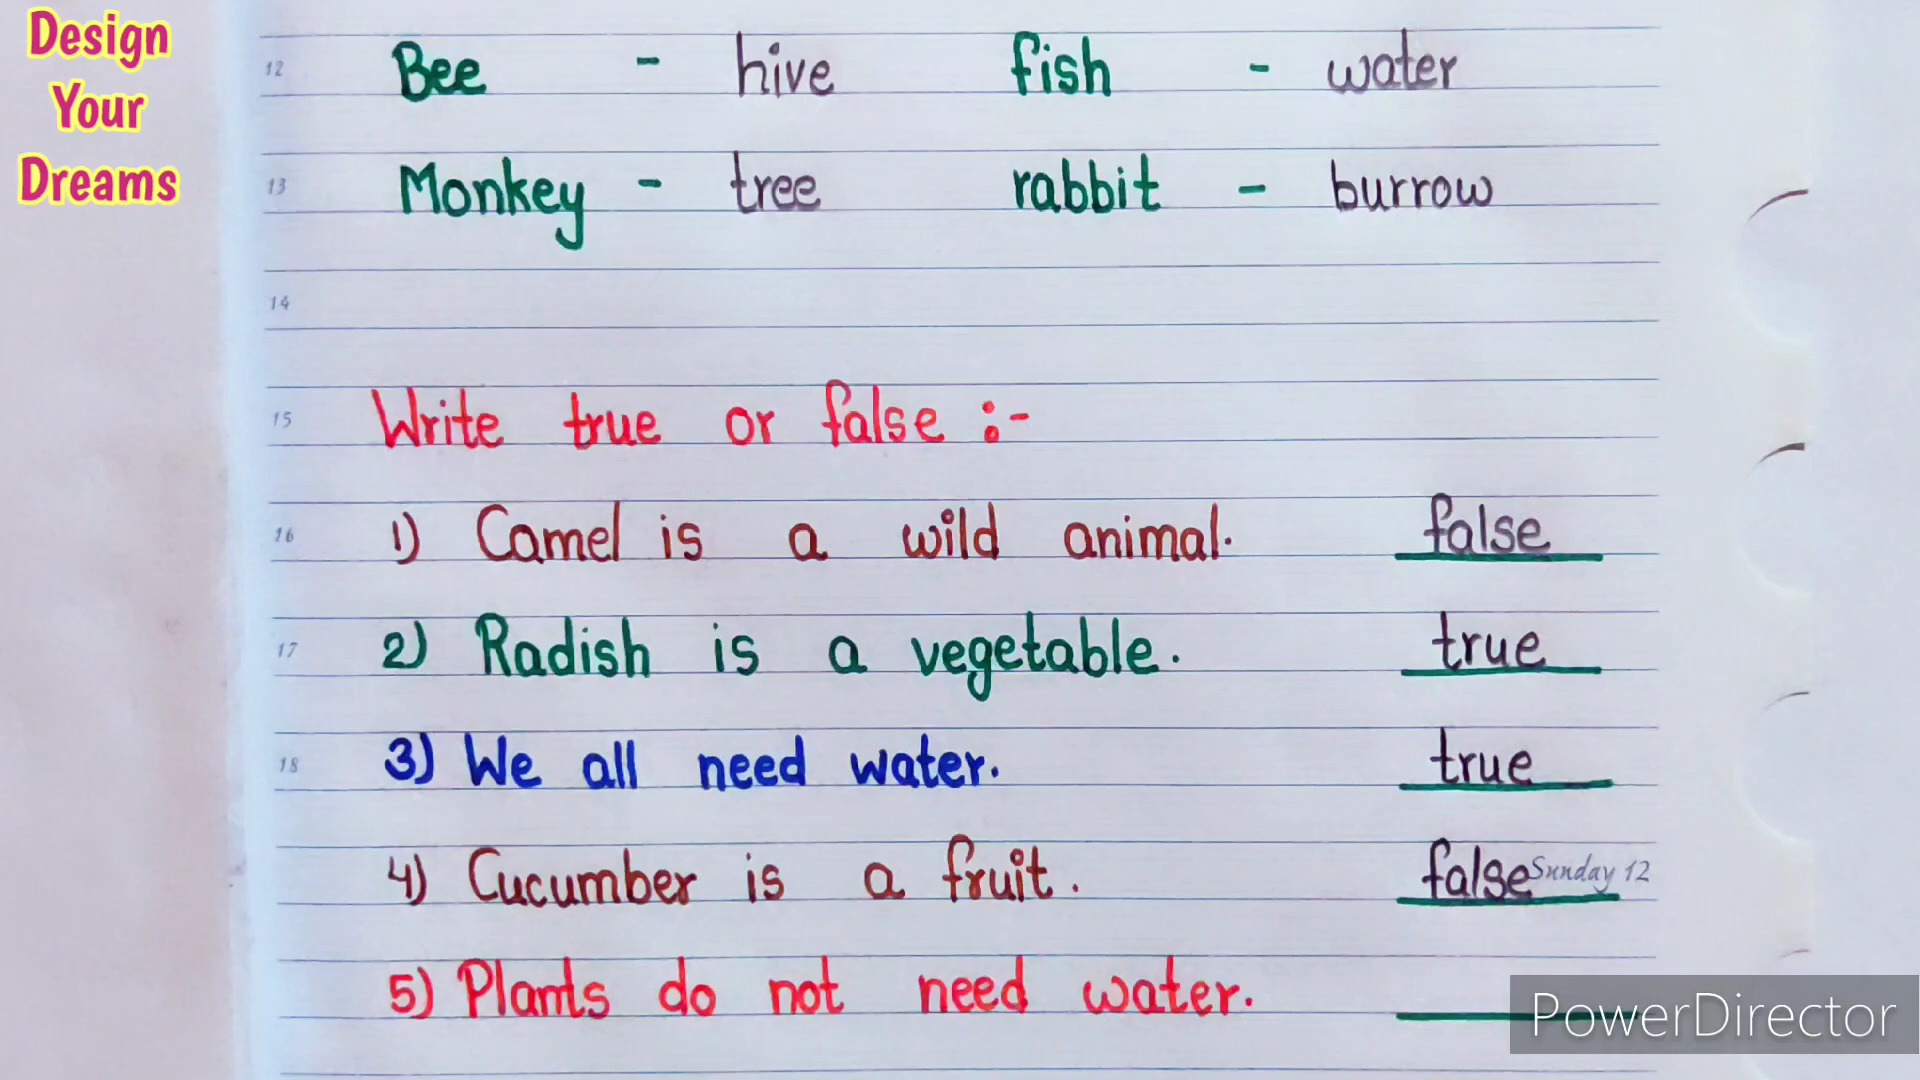 Design
Your
Dreams
12 Bee - hive fish - water
13 Monkey - tree rabbit - burrow
14
15 Write true or false :-
16 1) Camel is a wild animal. false
17 2) Radish is a vegetable. true
18 3) We all need water. true
4) Cucumber is a fruit. false Sunday 12
5) Plants do not need water.
PowerDirector